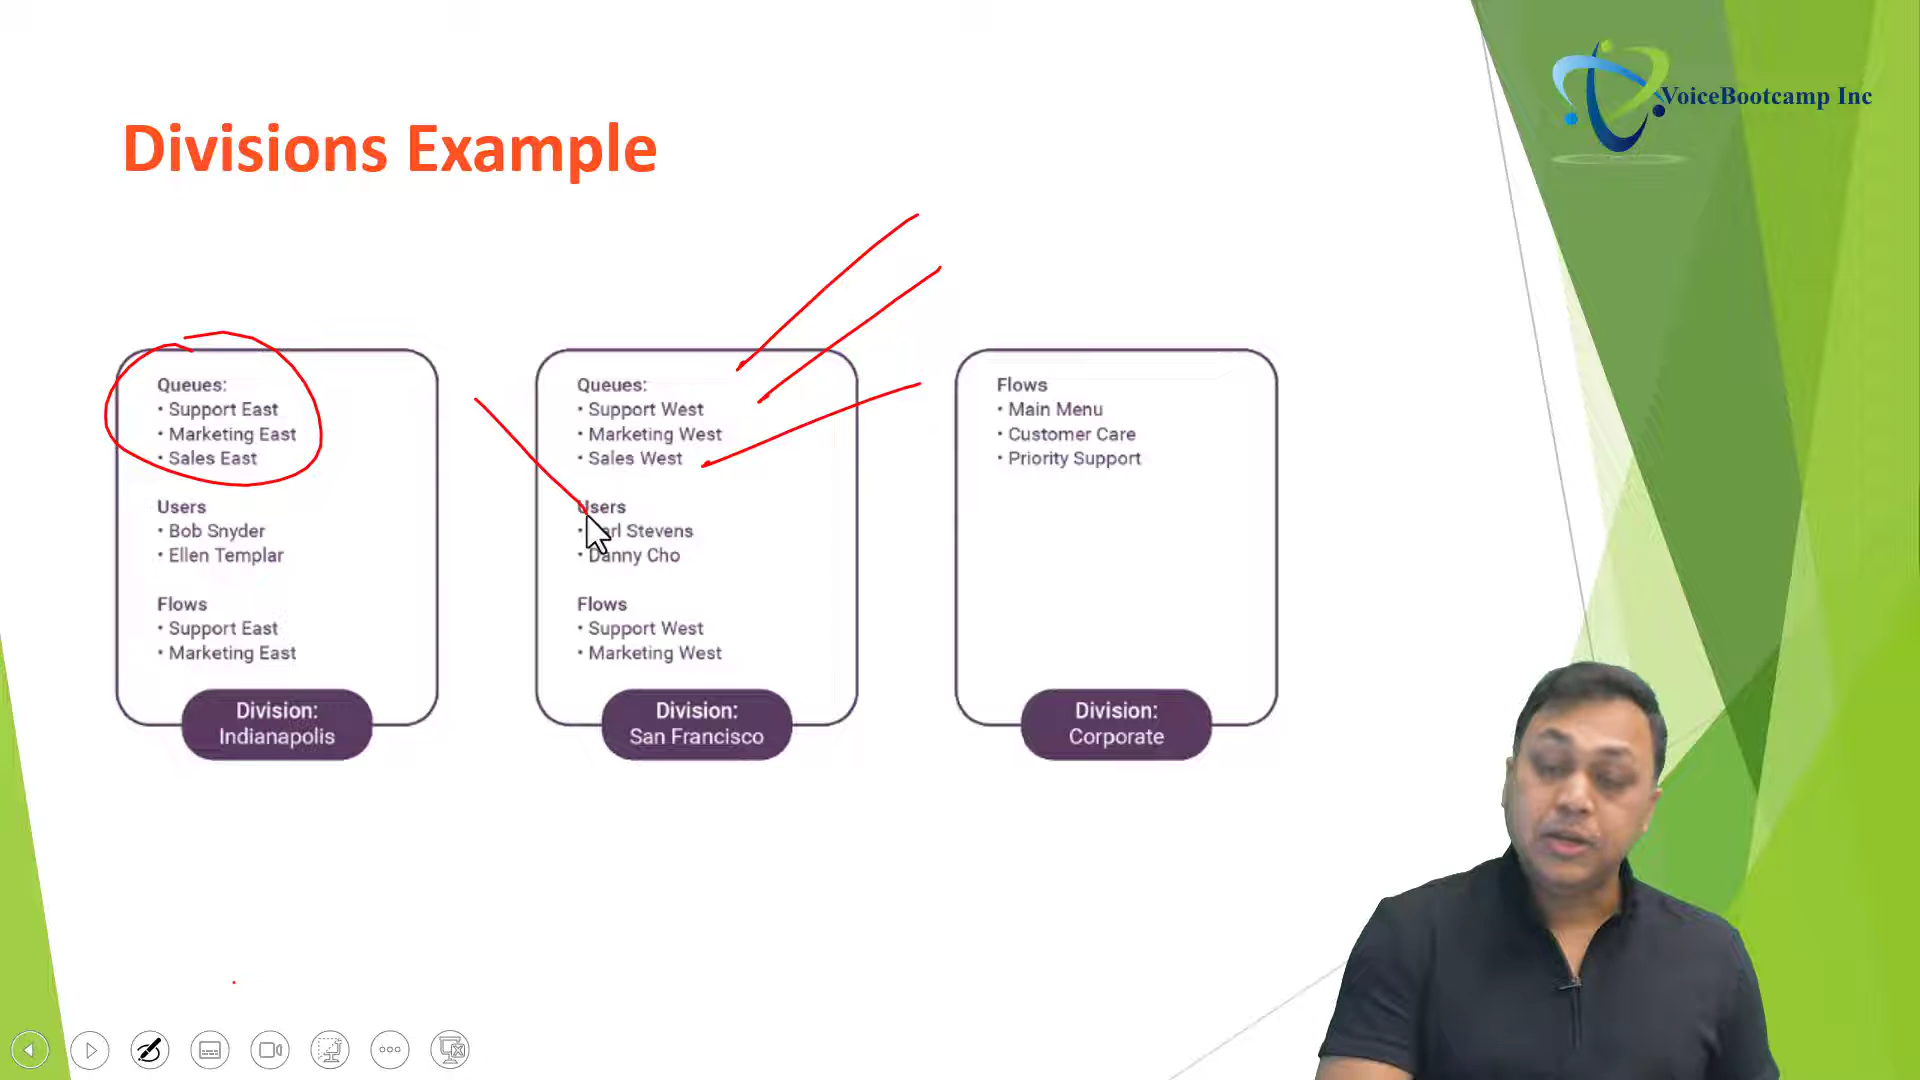 VoiceBootcamp Inc
Divisions Example
Queues:
• Support East
• Marketing East
• Sales East
Users
• Bob Snyder
• Ellen Templar
Flows
• Support East
• Marketing East
Division:
Indianapolis
Queues:
• Support West
• Marketing West
• Sales West
Users
• Stevens
• Danny Cho
Flows
• Support West
• Marketing West
Division:
San Francisco
Flows
• Main Menu
• Customer Care
• Priority Support
Division:
Corporate